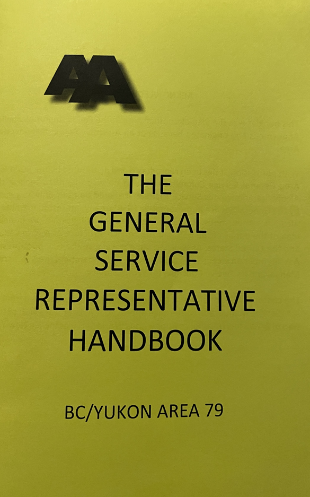 AA
THE
GENERAL
SERVICE
REPRESENTATIVE
HANDBOOK
BC/YUKON AREA 79